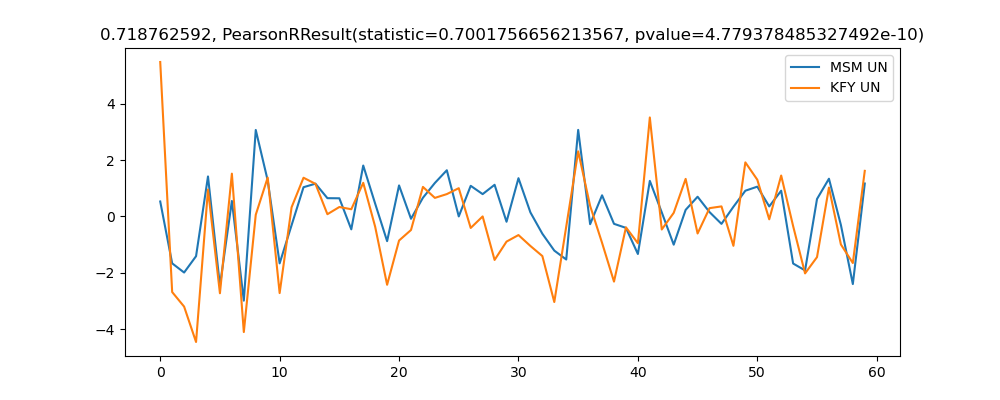 0.718762592, PearsonRResult(statistic=0.7001756656213567, pvalue=4.779378485327492e-10)
MSM UN
KFY UN
4
2
0
−2
−4
0 10 20 30 40 50 60